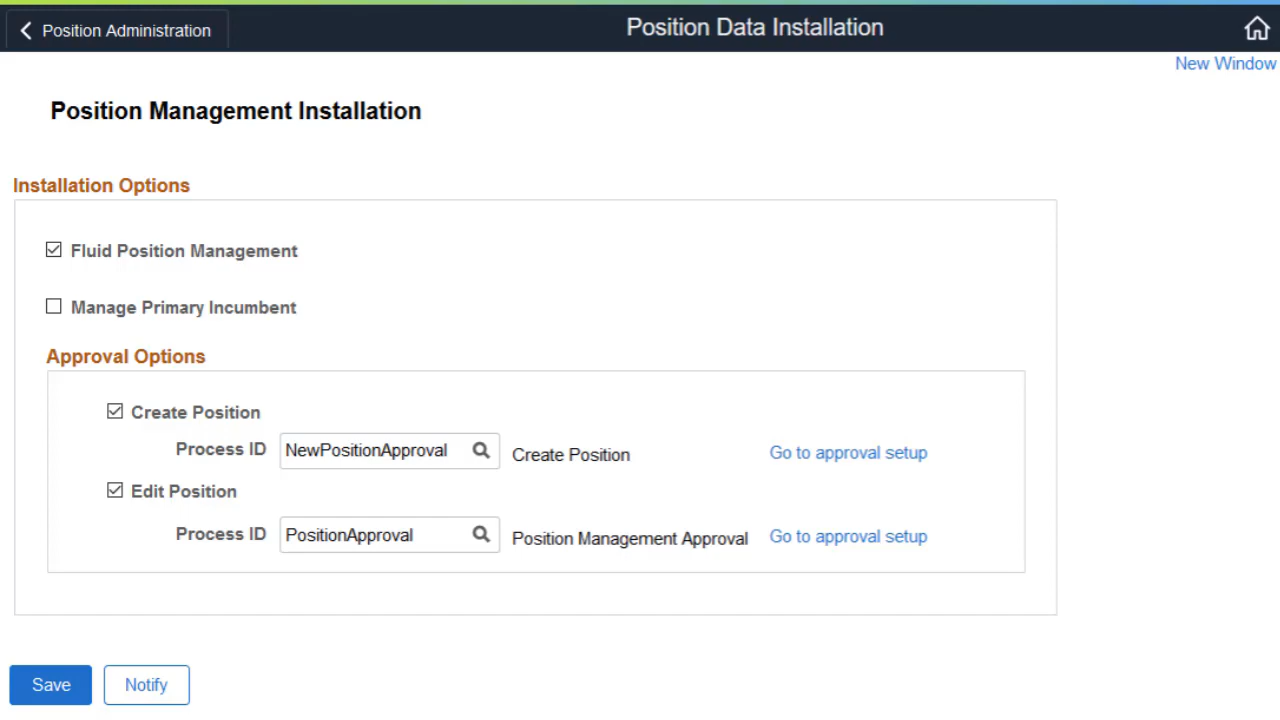 Position Administration
Position Data Installation
New Window
Position Management Installation
Installation Options
Fluid Position Management
Manage Primary Incumbent
Approval Options
Create Position
Process ID NewPositionApproval Create Position Go to approval setup
Edit Position
Process ID PositionApproval Position Management Approval Go to approval setup
Save Notify